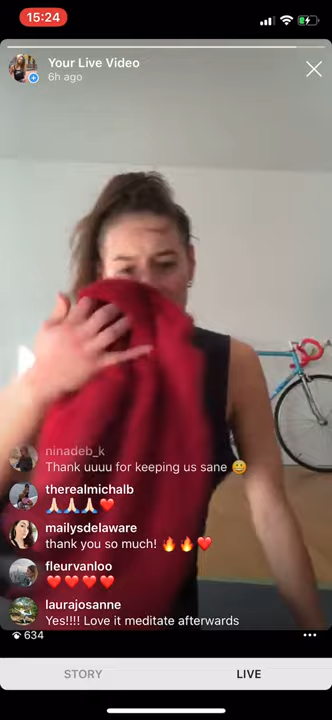 15:24
Your Live Video
6h ago
ninadeb_k
Thank uuuu for keeping us sane 😊
therealmichalb
🙏🏻🙏🏻🙏🏻❤️
mailysdelaware
thank you so much! 🔥🔥❤️
fleurvanloo
❤️❤️❤️❤️
laurajosanne
Yes!!!! Love it meditate afterwards
634
STORY
LIVE